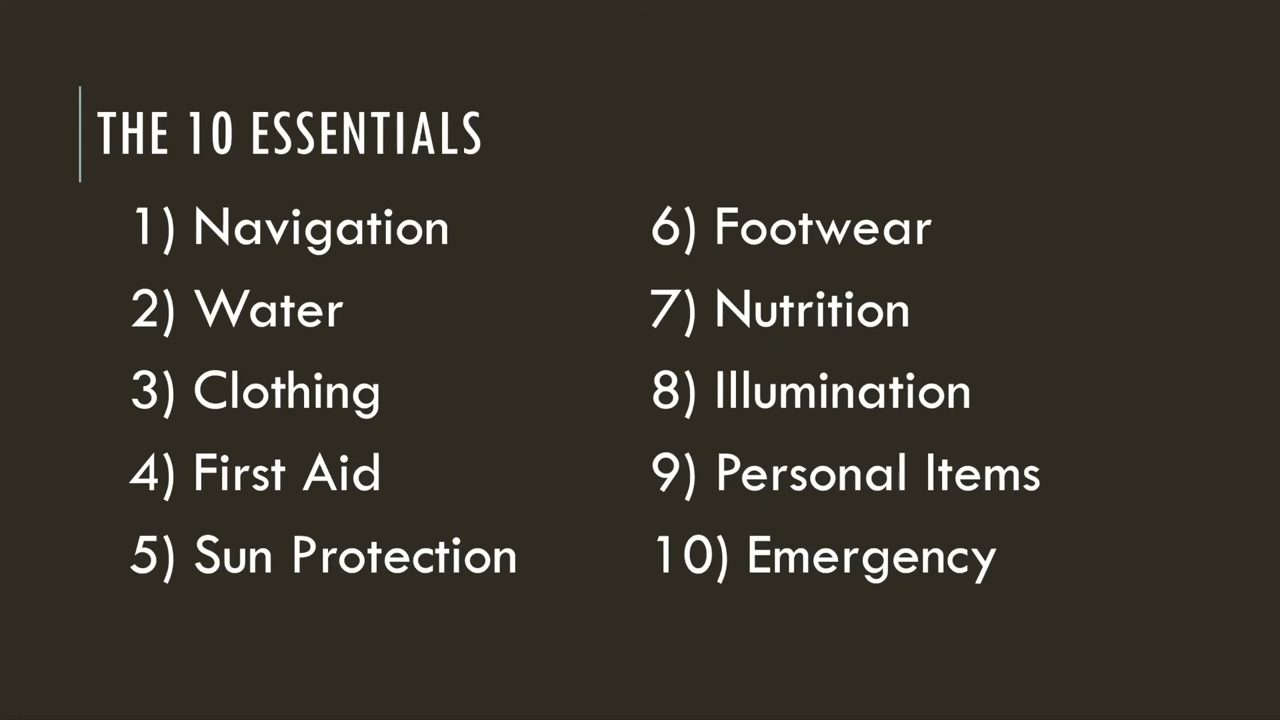 THE 10 ESSENTIALS
1) Navigation
2) Water
3) Clothing
4) First Aid
5) Sun Protection
6) Footwear
7) Nutrition
8) Illumination
9) Personal Items
10) Emergency